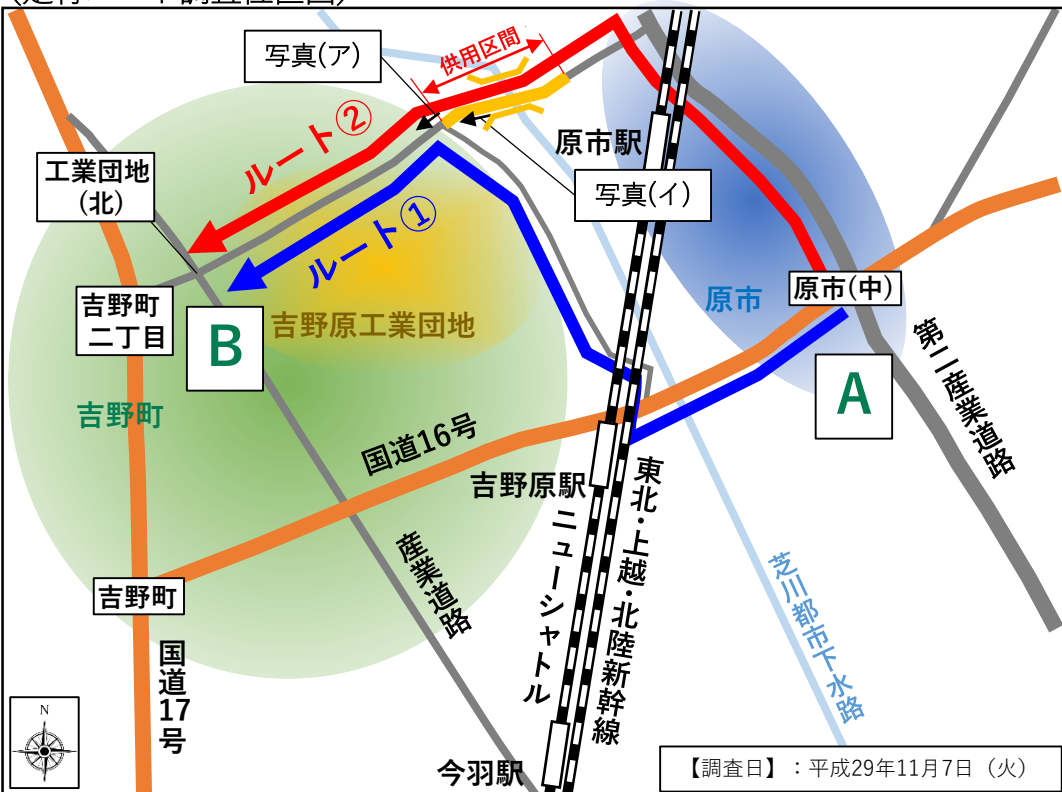 写真(ア)
供用区間
ルート②
原市駅
工業団地
(北)
写真(イ)
ルート①
原市
原市(中)
吉野町
二丁目
B
吉野原工業団地
A
第二産業道路
吉野町
国道16号
吉野原駅
東北・上越・北陸新幹線
ニューシャトル
産業道路
芝川都市下水路
吉野町
国道17号
N
今羽駅
【調査日】：平成29年11月7日（火）